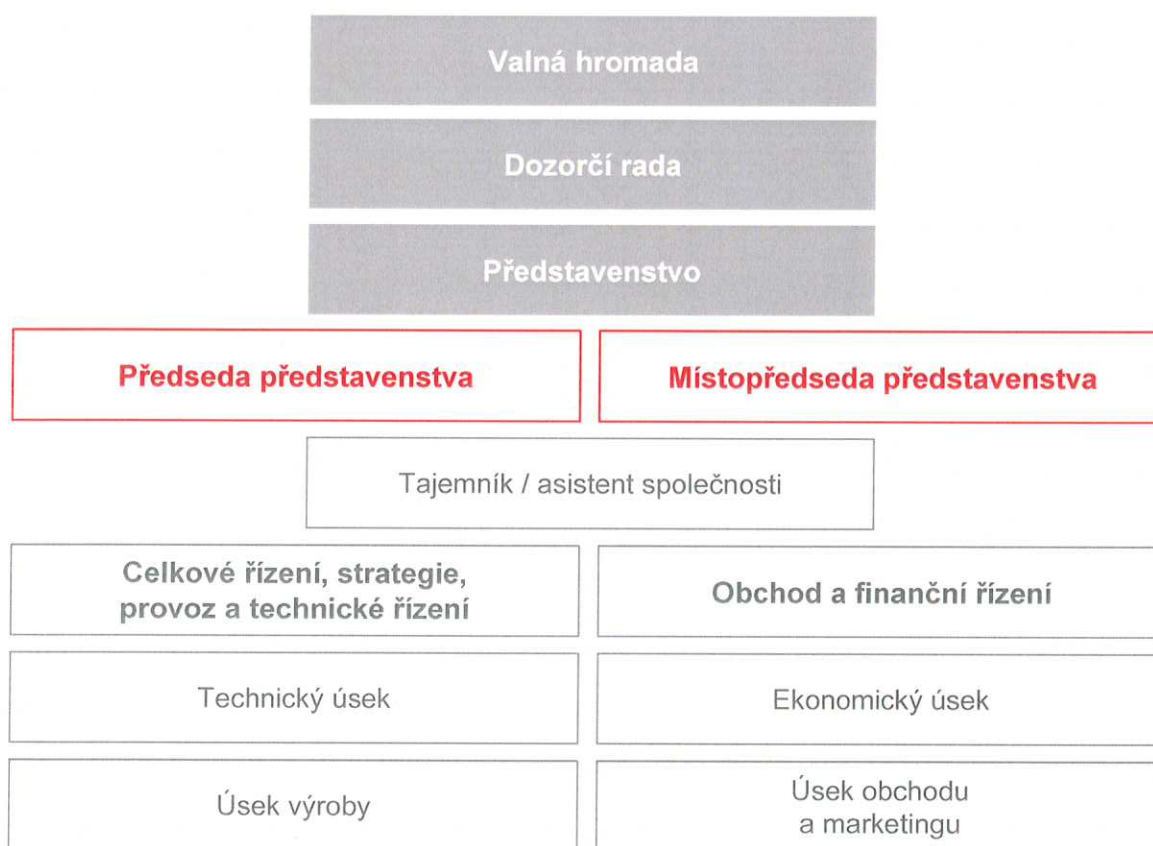 Valná hromada
Dozorčí rada
Představenstvo
Předseda představenstva
Místopředseda představenstva
Tajemník / asistent společnosti
Celkové řízení, strategie,
provoz a technické řízení
Obchod a finanční řízení
Technický úsek
Ekonomický úsek
Úsek výroby
Úsek obchodu
a marketingu